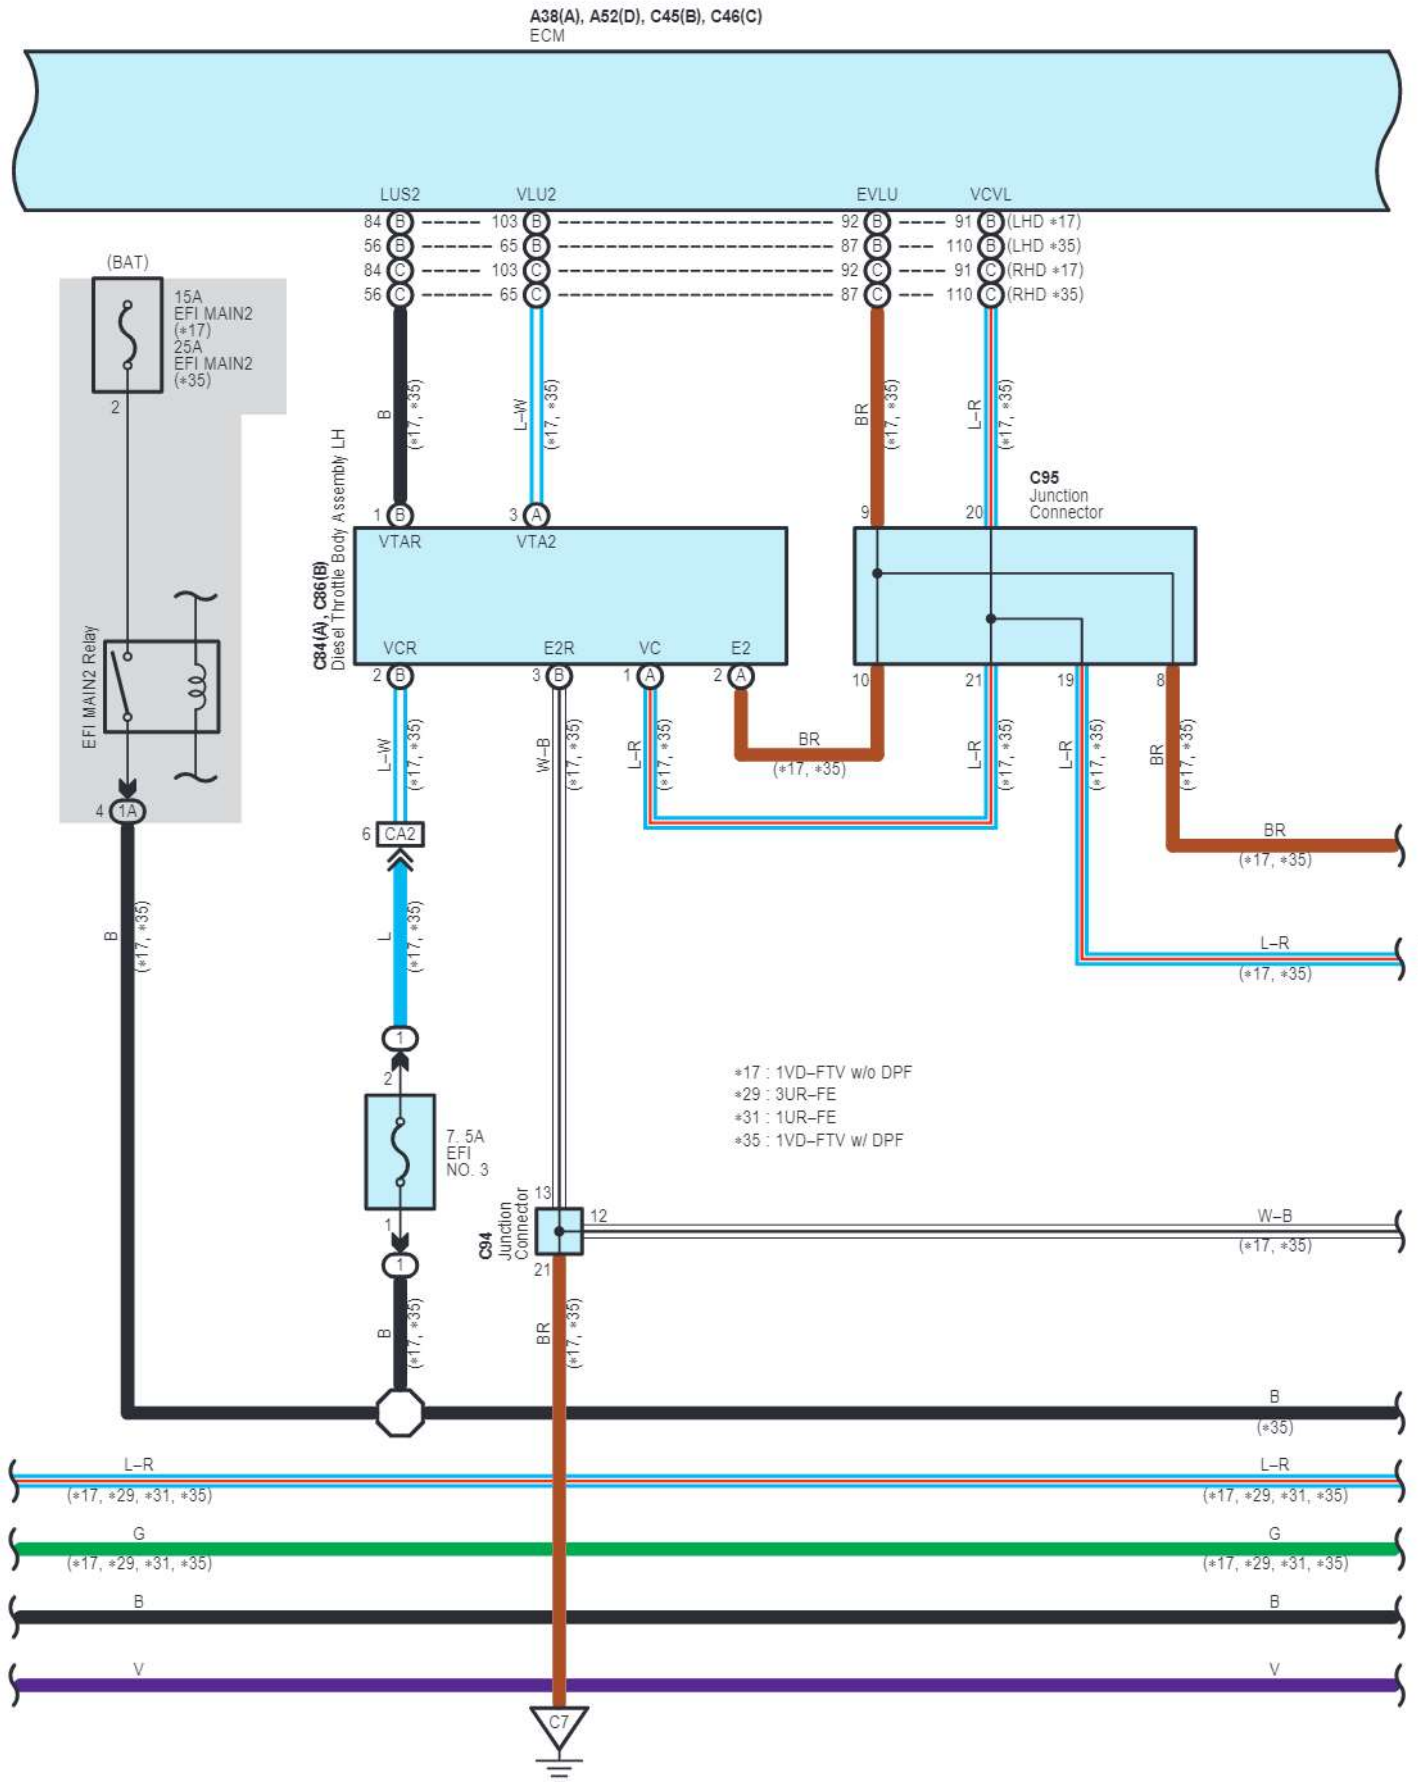 A38(A), A52(D), C45(B), C46(C)
ECM
LUS2 VLU2 EVLU VCVL
84 B 103 B 92 B 91 B (LHD ∗17)
56 B 65 B 87 B 110 B (LHD ∗35)
84 C 103 C 92 C 91 C (RHD ∗17)
56 C 65 C 87 C 110 C (RHD ∗35)
(BAT)
15A
EFI MAIN2
(∗17)
25A
EFI MAIN2
(∗35)
2
B
(∗17, ∗35)
L–W
(∗17, ∗35)
BR
(∗17, ∗35)
L–R
(∗17, ∗35)
C95
Junction
Connector
1 B 3 A 9 20
VTAR VTA2
C84(A), C86(B)
Diesel Throttle Body Assembly LH
VCR E2R VC E2
2 B 3 B 1 A 2 A 10 21 19 8
EFI MAIN2 Relay
4 1A
L–W
(∗17, ∗35)
W–B
(∗17, ∗35)
L–R
(∗17, ∗35)
BR
(∗17, ∗35)
L–R
(∗17, ∗35)
L–R
(∗17, ∗35)
BR
(∗17, ∗35)
6 CA2
BR
(∗17, ∗35)
B
(∗17, ∗35)
L
(∗17, ∗35)
L–R
(∗17, ∗35)
1
2
7. 5A
EFI
NO. 3
1
1
∗17 : 1VD–FTV w/o DPF
∗29 : 3UR–FE
∗31 : 1UR–FE
∗35 : 1VD–FTV w/ DPF
13
12
C94
Junction
Connector
21
W–B
(∗17, ∗35)
B
(∗17, ∗35)
BR
(∗17, ∗35)
B
(∗35)
L–R L–R
(∗17, ∗29, ∗31, ∗35) (∗17, ∗29, ∗31, ∗35)
G G
(∗17, ∗29, ∗31, ∗35) (∗17, ∗29, ∗31, ∗35)
B B
V V
C7